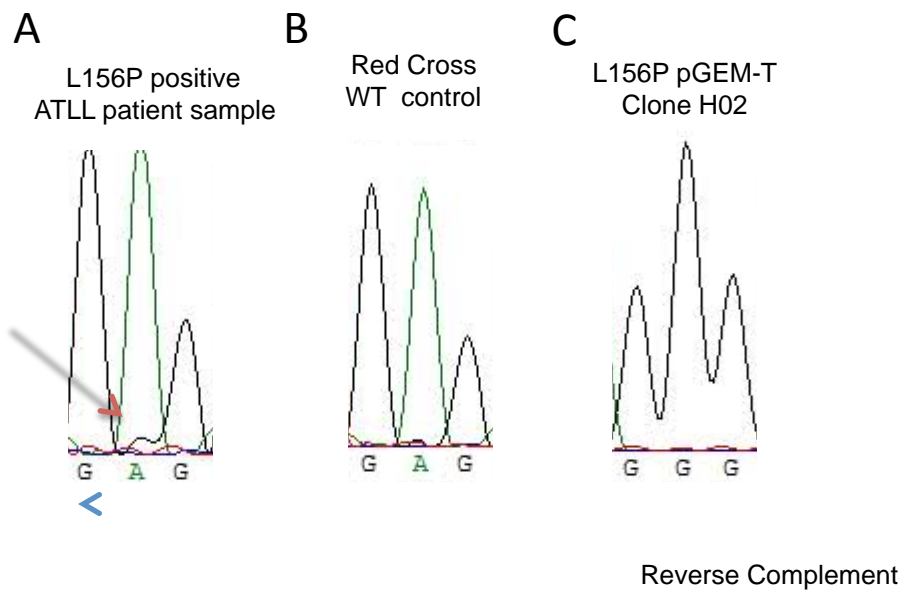 A
L156P positive
ATLL patient sample
G A G
B
Red Cross
WT control
G A G
C
L156P pGEM-T
Clone H02
G G G
Reverse Complement